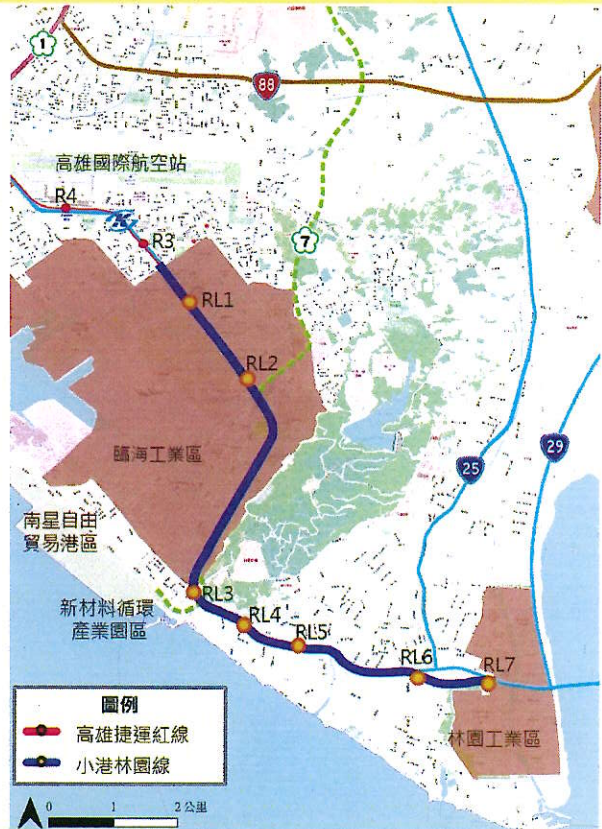 1
88
高雄國際航空站
R4
R3
7
RL1
RL2
臨海工業區
25
29
南星自由
貿易港區
RL3
新材料循環
產業園區
RL4
RL5
RL6
RL7
林園工業區
圖例
高雄捷運紅線
小港林園線
0 1 2 公里